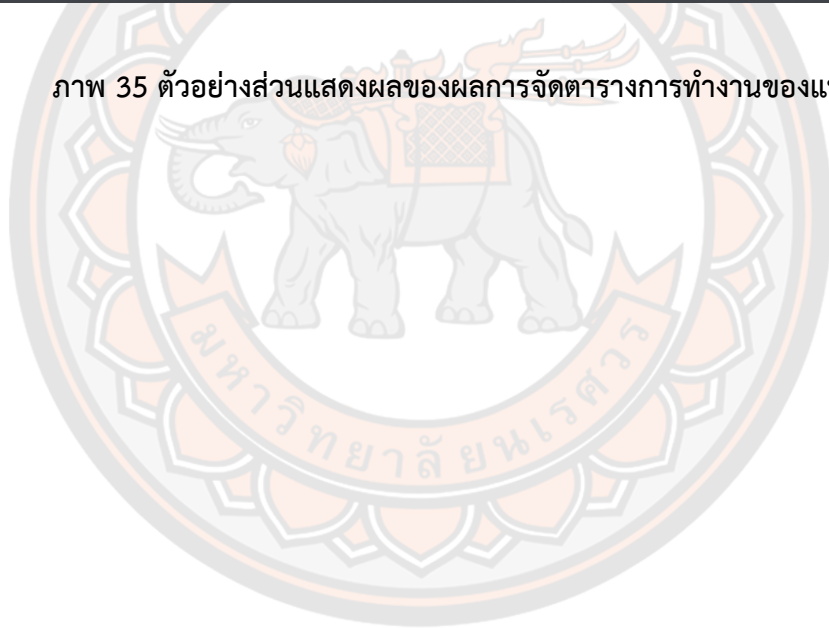 ภาพ 35 ตัวอย่างส่วนแสดงผลของผลการจัดตารางการทำงานของ
มหาวิทยาลัยนเรศวร